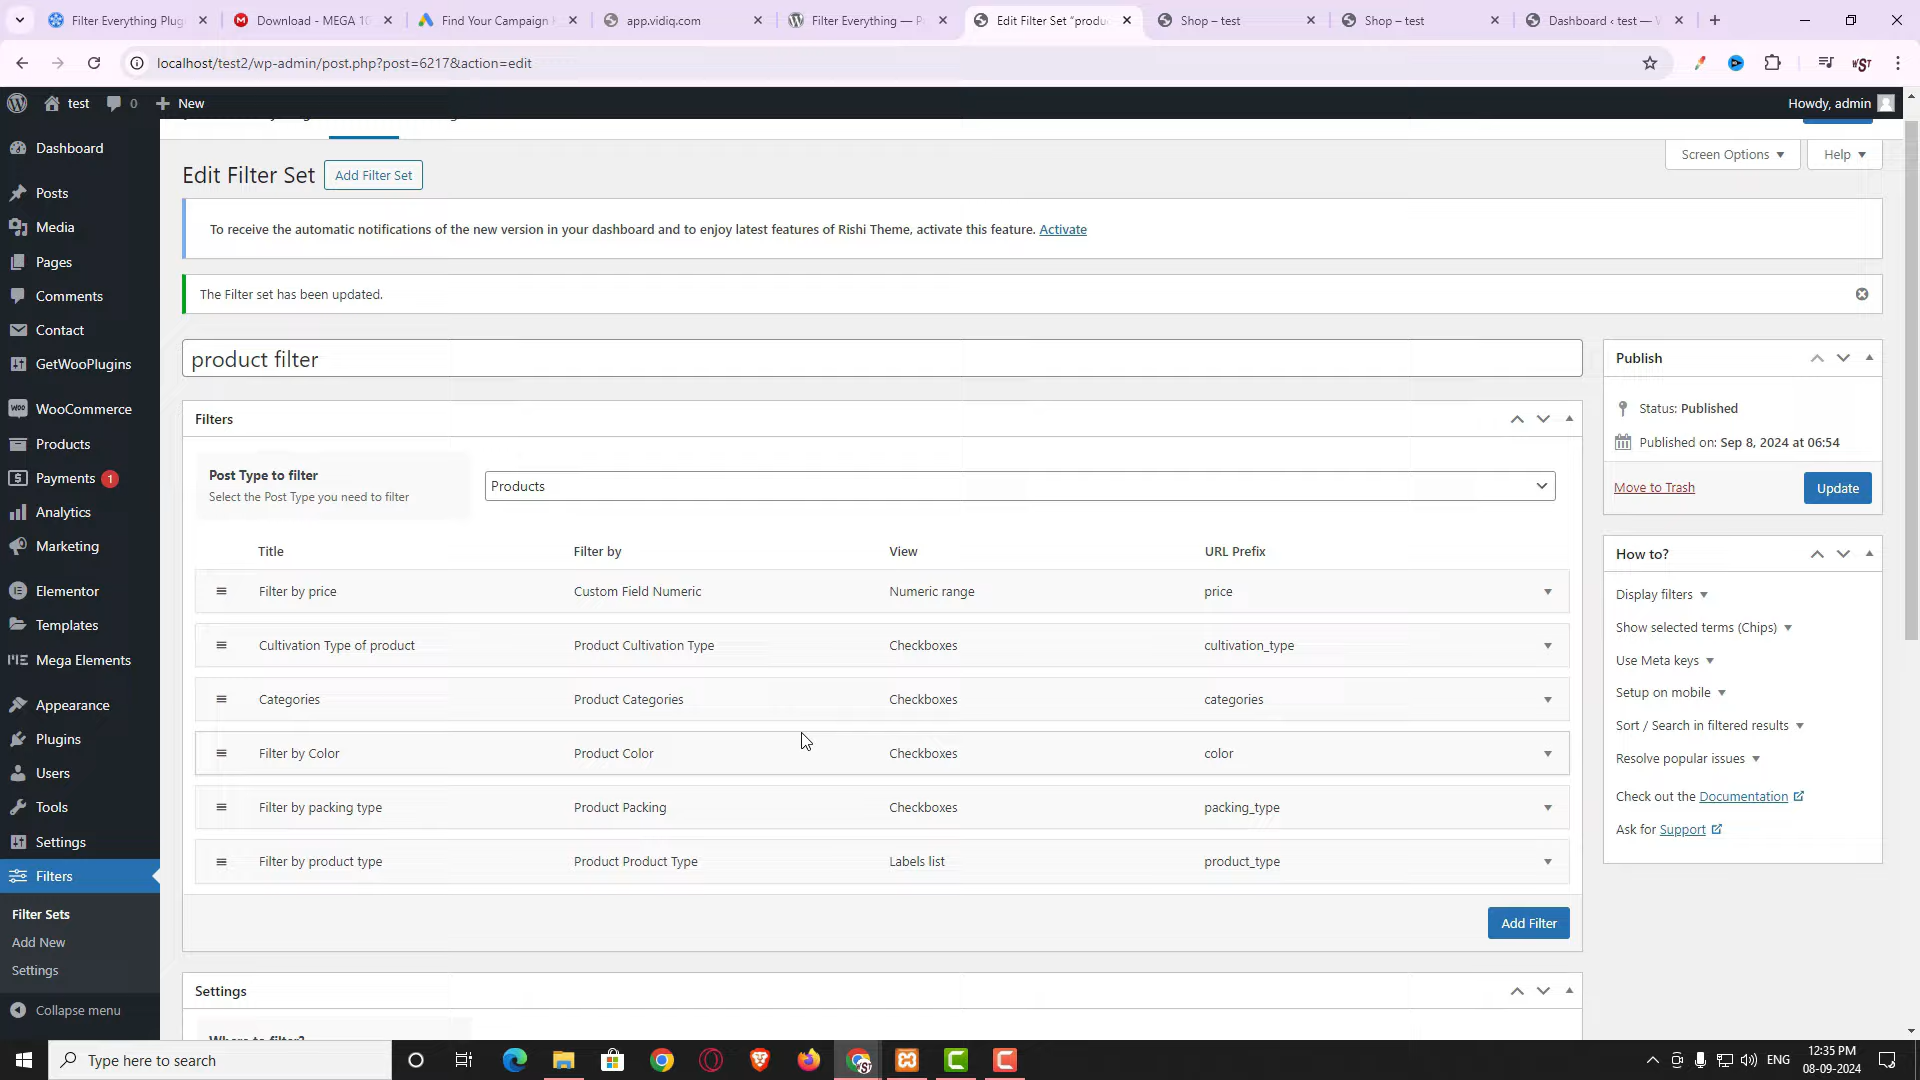 Filter Everything Plugi
Download - MEGA 10
Find Your Campaign
app.vidiq.com
Filter Everything — P
Edit Filter Set "produ
Shop – test
Shop – test
Dashboard ‹ test —
localhost/test2/wp-admin/post.php?post=6217&action=edit
test
0
New
Howdy, admin
Dashboard
Posts
Media
Pages
Comments
Contact
GetWooPlugins
WooCommerce
Products
Payments 1
Analytics
Marketing
Elementor
Templates
Mega Elements
Appearance
Plugins
Users
Tools
Settings
Filters
Filter Sets
Add New
Settings
Collapse menu
Screen Options
Help
Edit Filter Set
Add Filter Set
To receive the automatic notifications of the new version in your dashboard and to enjoy latest features of Rishi Theme, activate this feature. Activate
The Filter set has been updated.
product filter
Filters
Post Type to filter
Select the Post Type you need to filter
Products
Title Filter by View URL Prefix
Filter by price Custom Field Numeric Numeric range price
Cultivation Type of product Product Cultivation Type Checkboxes cultivation_type
Categories Product Categories Checkboxes categories
Filter by Color Product Color Checkboxes color
Filter by packing type Product Packing Checkboxes packing_type
Filter by product type Product Product Type Labels list product_type
Add Filter
Settings
Publish
Status: Published
Published on: Sep 8, 2024 at 06:54
Move to Trash
Update
How to?
Display filters
Show selected terms (Chips)
Use Meta keys
Setup on mobile
Sort / Search in filtered results
Resolve popular issues
Check out the Documentation
Ask for Support
Type here to search
ENG
12:35 PM
08-09-2024